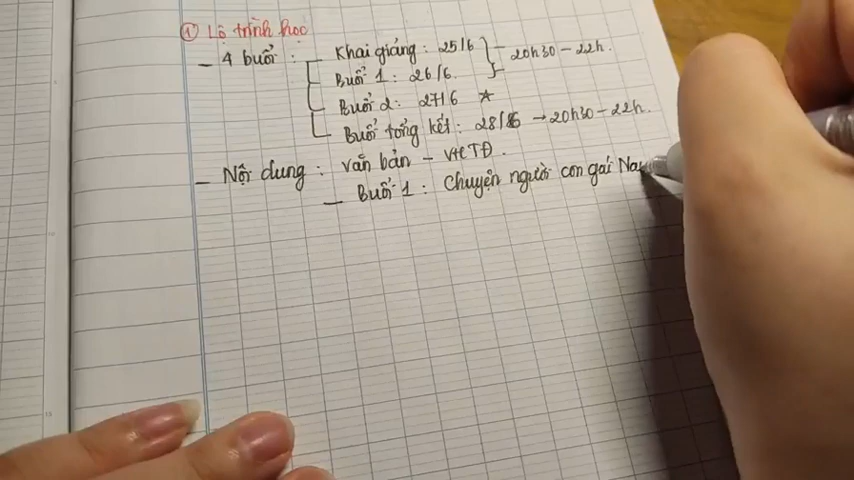 ① Lộ trình học
- 4 buổi : Khai giảng : 25/6 } 20h30 - 22h.
Buổi 1 : 26/6.
Buổi 2 : 27/6 *
Buổi tổng kết : 28/6 → 20h30 - 22h.
- Nội dung : văn bản - VHTĐ.
- Buổi 1 : Chuyện người con gái Na